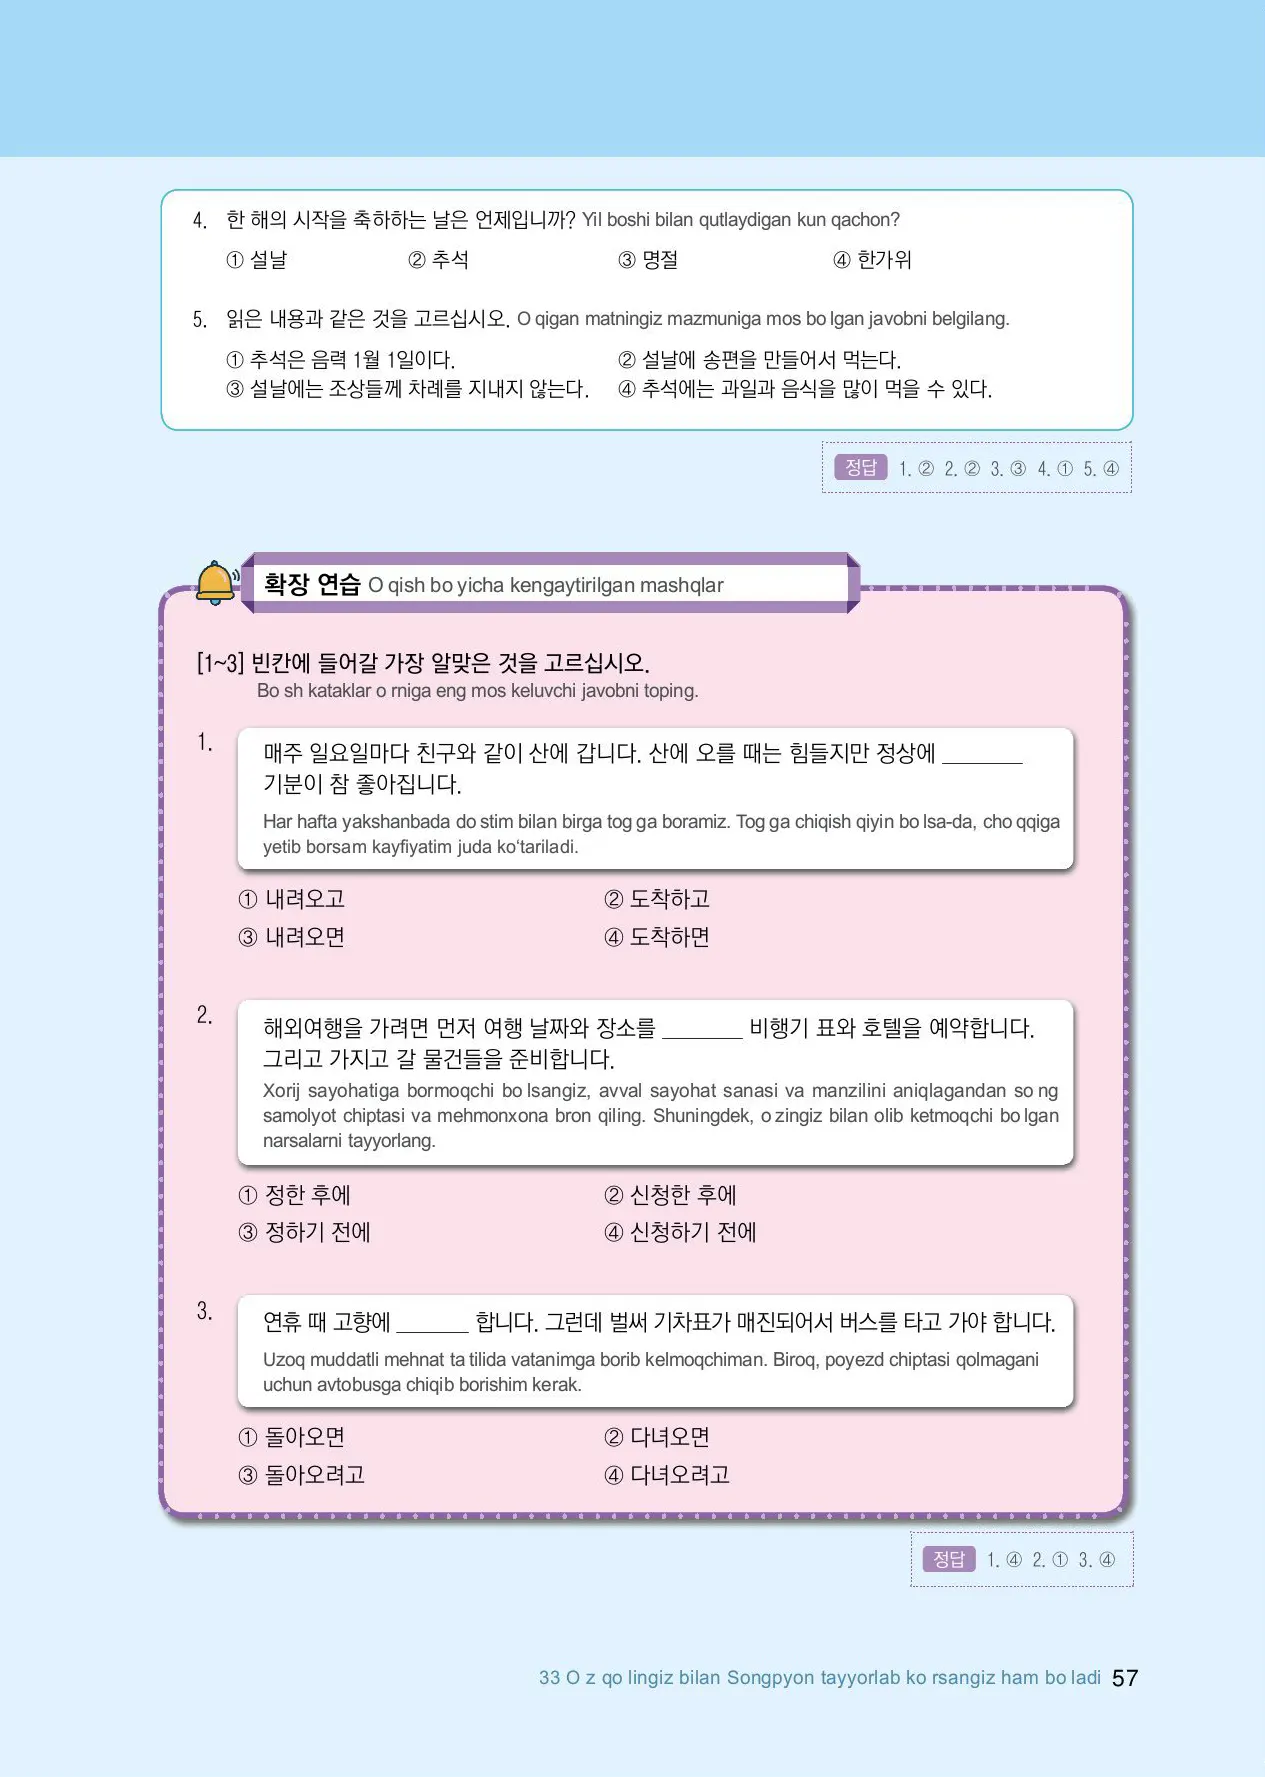 4. 한 해의 시작을 축하하는 날은 언제입니까? Yil boshi bilan qutlaydigan kun qachon?
① 설날 ② 추석 ③ 명절 ④ 한가위
5. 읽은 내용과 같은 것을 고르십시오. O qigan matningiz mazmuniga mos bo lgan javobni belgilang.
① 추석은 음력 1월 1일이다. ② 설날에 송편을 만들어서 먹는다.
③ 설날에는 조상들께 차례를 지내지 않는다. ④ 추석에는 과일과 음식을 많이 먹을 수 있다.
정답 1. ② 2. ② 3. ③ 4. ① 5. ④
확장 연습 O qish bo yicha kengaytirilgan mashqlar
[1~3] 빈칸에 들어갈 가장 알맞은 것을 고르십시오.
Bo sh kataklar o rniga eng mos keluvchi javobni toping.
1. 매주 일요일마다 친구와 같이 산에 갑니다. 산에 오를 때는 힘들지만 정상에 ________
기분이 참 좋아집니다.
Har hafta yakshanbada do stim bilan birga tog ga boramiz. Tog ga chiqish qiyin bo lsa-da, cho qqiga
yetib borsam kayfiyatim juda ko‘tariladi.
① 내려오고 ② 도착하고
③ 내려오면 ④ 도착하면
2. 해외여행을 가려면 먼저 여행 날짜와 장소를 ________ 비행기 표와 호텔을 예약합니다.
그리고 가지고 갈 물건들을 준비합니다.
Xorij sayohatiga bormoqchi bo lsangiz, avval sayohat sanasi va manzilini aniqlagandan so ng
samolyot chiptasi va mehmonxona bron qiling. Shuningdek, o zingiz bilan olib ketmoqchi bo lgan
narsalarni tayyorlang.
① 정한 후에 ② 신청한 후에
③ 정하기 전에 ④ 신청하기 전에
3. 연휴 때 고향에 _______ 합니다. 그런데 벌써 기차표가 매진되어서 버스를 타고 가야 합니다.
Uzoq muddatli mehnat ta tilida vatanimga borib kelmoqchiman. Biroq, poyezd chiptasi qolmagani
uchun avtobusga chiqib borishim kerak.
① 돌아오면 ② 다녀오면
③ 돌아오려고 ④ 다녀오려고
정답 1. ④ 2. ① 3. ④
33 O z qo lingiz bilan Songpyon tayyorlab ko rsangiz ham bo ladi 57